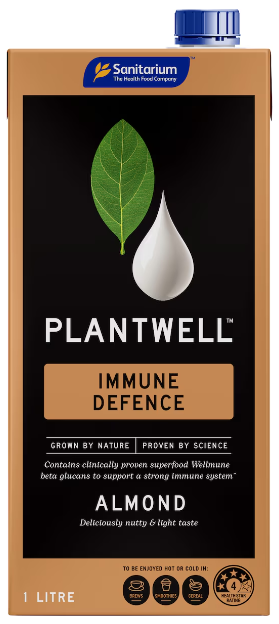 Sanitarium™
The Health Food Company
PLANTWELL™
IMMUNE
DEFENCE
GROWN BY NATURE | PROVEN BY SCIENCE
Contains clinically proven superfood Wellmune
beta glucans to support a strong immune system
ALMOND
Deliciously nutty & light taste
TO BE ENJOYED HOT OR COLD IN:
BREWS SMOOTHIES CEREAL
4
HEALTH STAR
RATING
1 LITRE